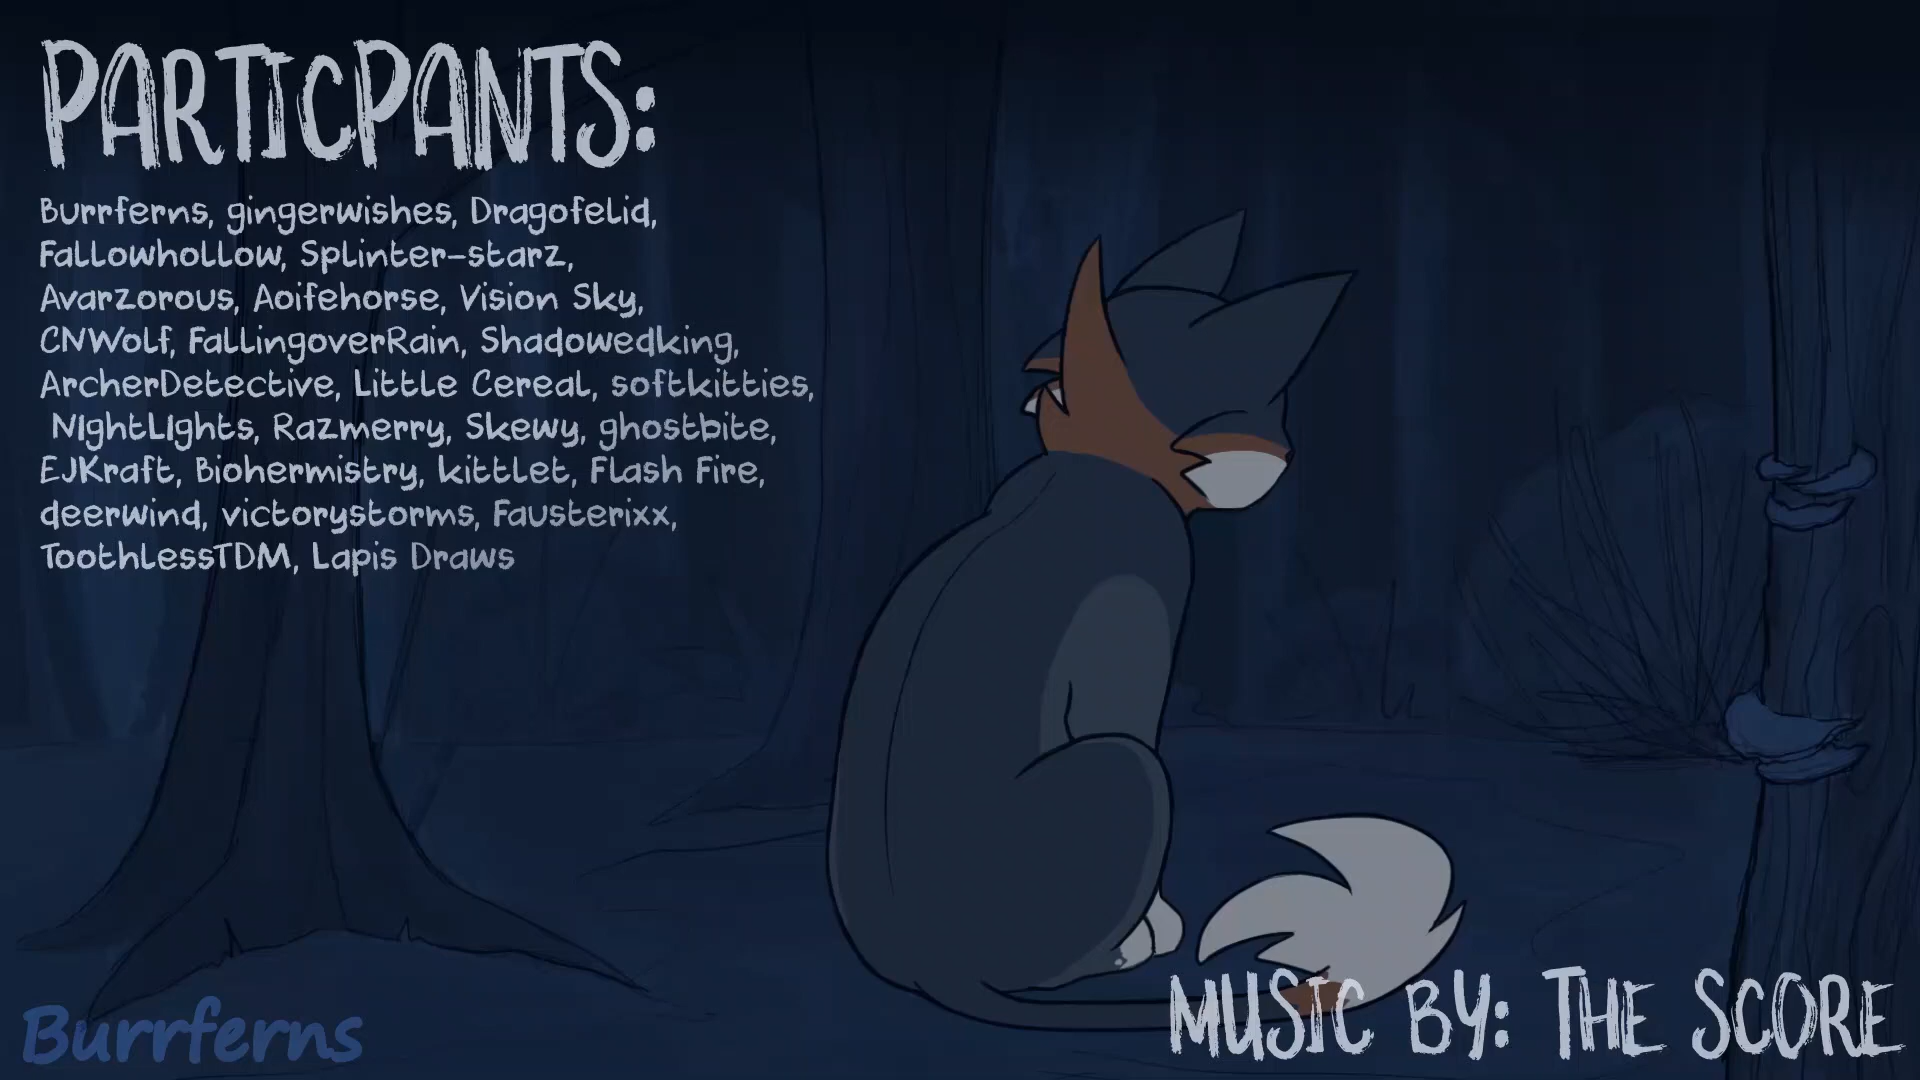 PARTICPANTS:
Burrferns, gingerwishes, Dragofelid,
Fallowhollow, Splinter-starz,
Avarzorous, Aoifehorse, Vision Sky,
CNWolf, FallingoverRain, Shadowedking,
ArcherDetective, Little Cereal, softkitties,
NIghtLIghts, Razmerry, Skewy, ghostbite,
EJKraft, Biohermistry, kittlet, Flash Fire,
deerwind, victorystorms, Fausterixx,
ToothlessTDM, Lapis Draws
Burrferns
MUSIC BY: THE SCORE